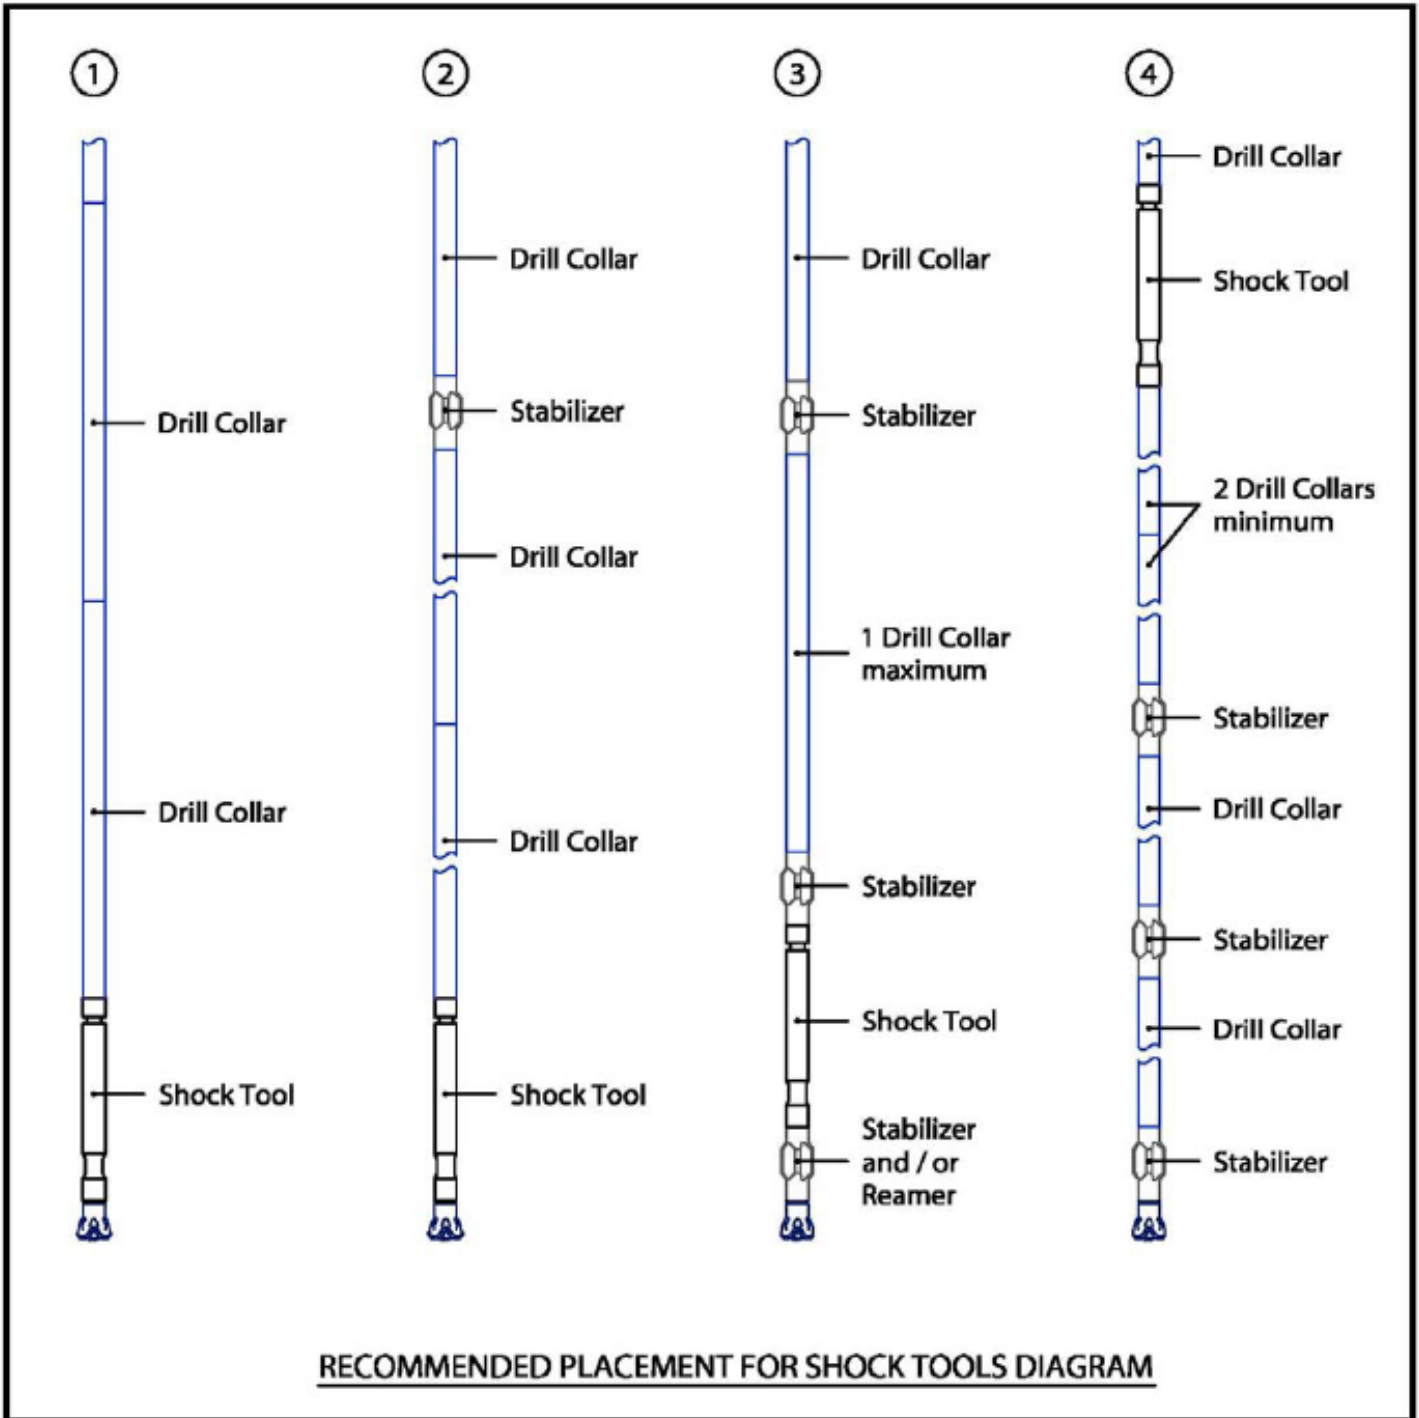 1
2
3
4
Drill Collar
Drill Collar
Shock Tool
Drill Collar
Stabilizer
Drill Collar
Drill Collar
Shock Tool
Drill Collar
Stabilizer
1 Drill Collar
maximum
Stabilizer
Shock Tool
Stabilizer
and / or
Reamer
Drill Collar
Shock Tool
2 Drill Collars
minimum
Stabilizer
Drill Collar
Stabilizer
Drill Collar
Stabilizer
RECOMMENDED PLACEMENT FOR SHOCK TOOLS DIAGRAM